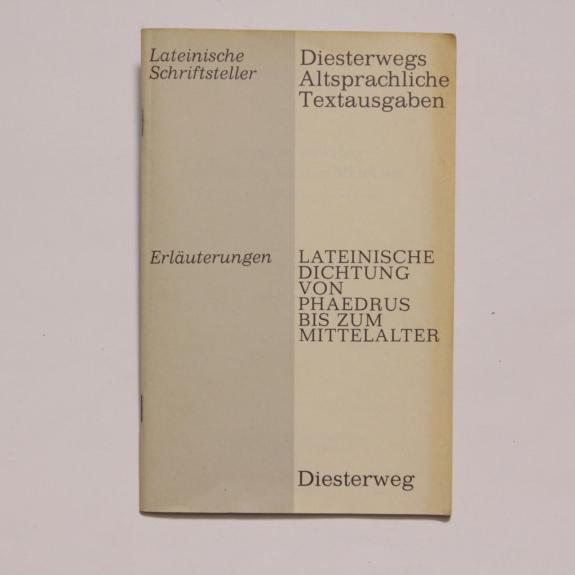 Lateinische
Schriftsteller
Diesterwegs
Altsprachliche
Textausgaben
Erläuterungen
LATEINISCHE
DICHTUNG
VON
PHAEDRUS
BIS ZUM
MITTELALTER
Diesterweg